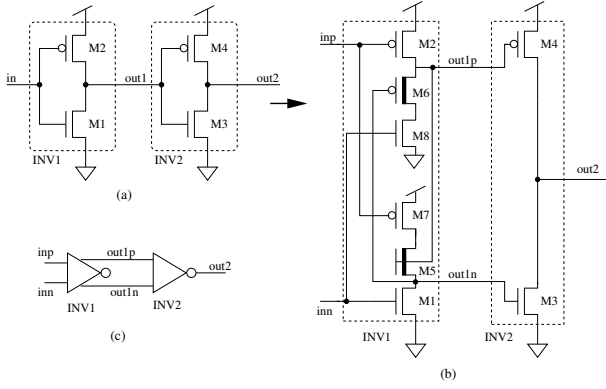 M2
M4
in
out1
out2
M1
M3
INV1
INV2
(a)
inp
M2
out1p
M4
M6
M8
out2
M7
M5
out1n
inn
M1
M3
INV1
INV2
(b)
inp
out1p
out2
inn
out1n
INV1
INV2
(c)